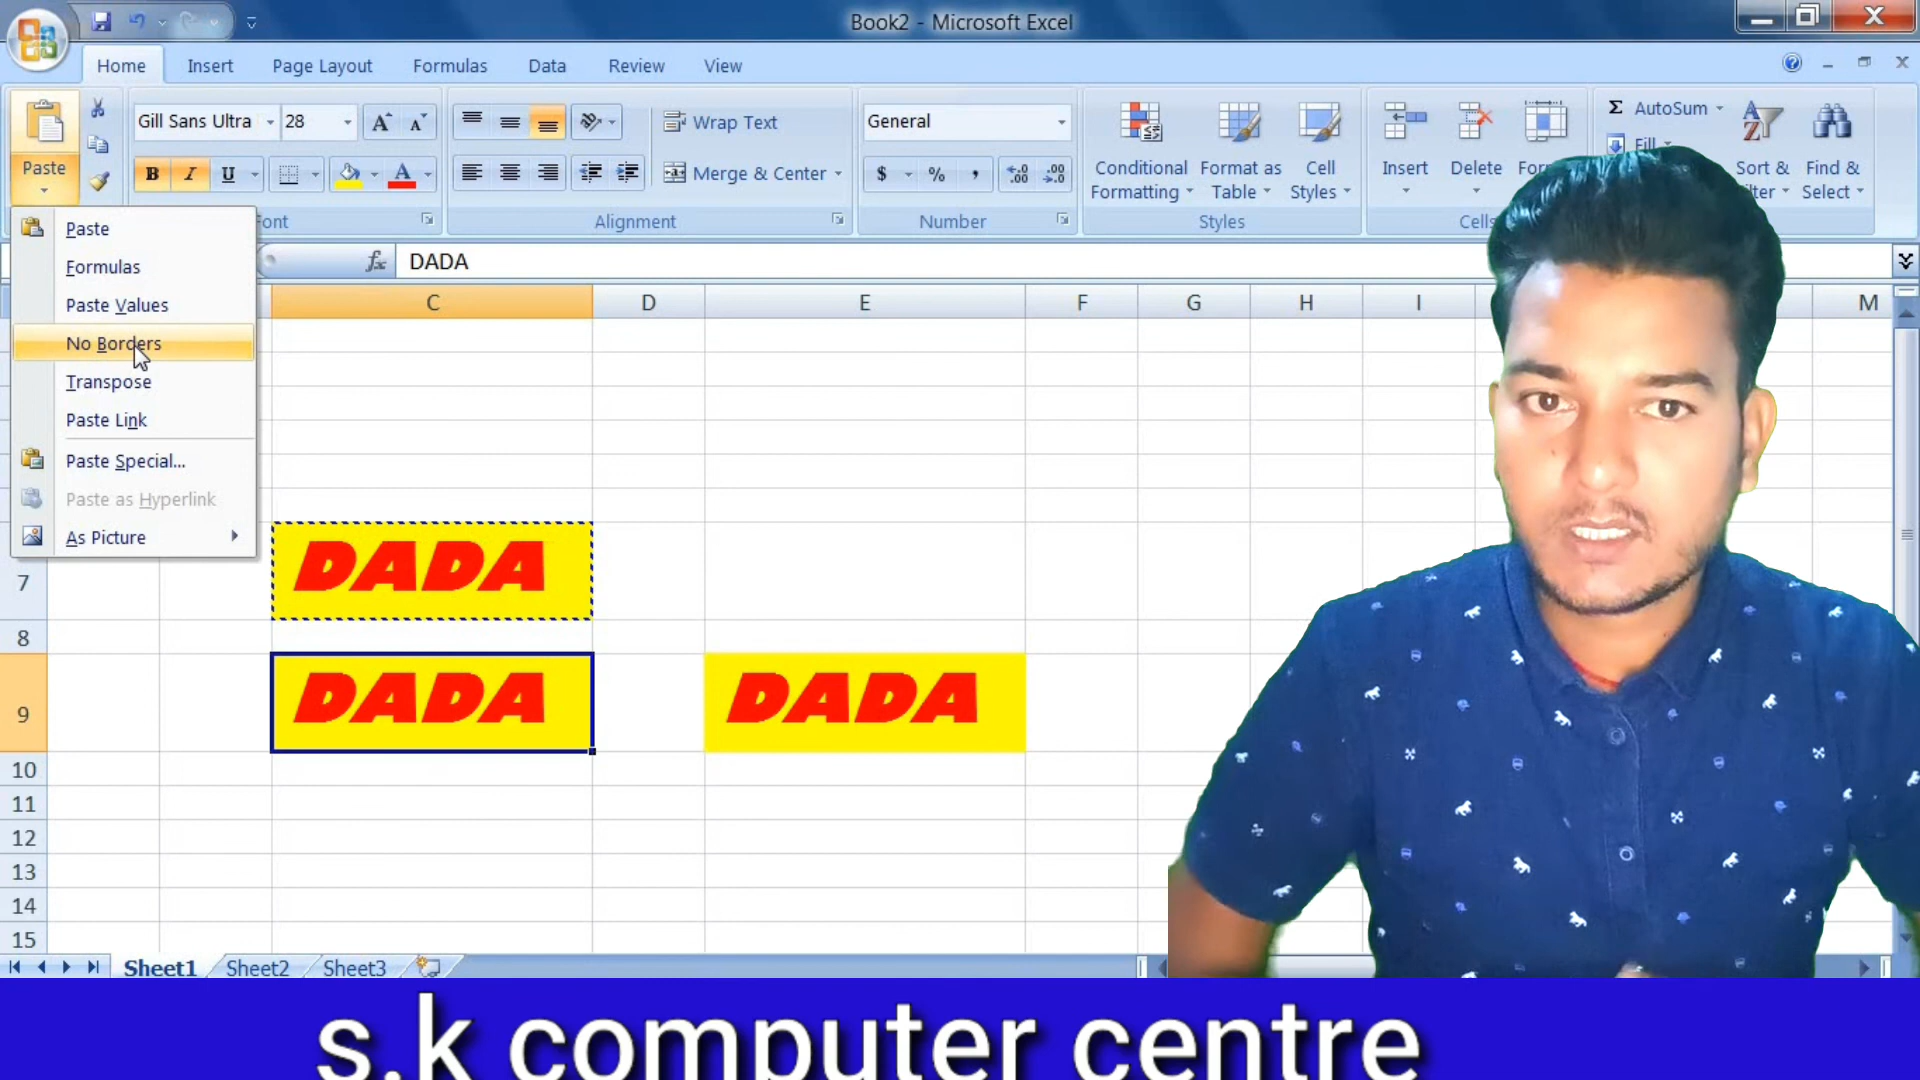 Book2 - Microsoft Excel
Home Insert Page Layout Formulas Data Review View
Gill Sans Ultra 28 General
Paste
B I U
Wrap Text
Merge & Center
$ % ,
Conditional Formatting
Format as Table
Cell Styles
Insert Delete
AutoSum
Fill
Sort &
Find & Select
Alignment Number Styles Cells
Paste
Formulas
Paste Values
No Borders
Transpose
Paste Link
Paste Special...
Paste as Hyperlink
As Picture
fx DADA
C D E F G H I M
7 DADA
8
9 DADA DADA
10
11
12
13
14
15
Sheet1 Sheet2 Sheet3
s.k computer centre